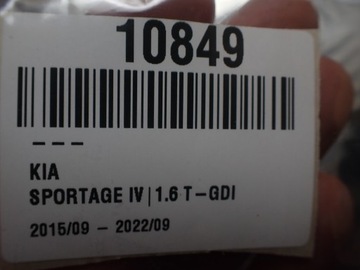 10849
---
KIA
SPORTAGE IV | 1.6 T-GDI
2015/09 - 2022/09